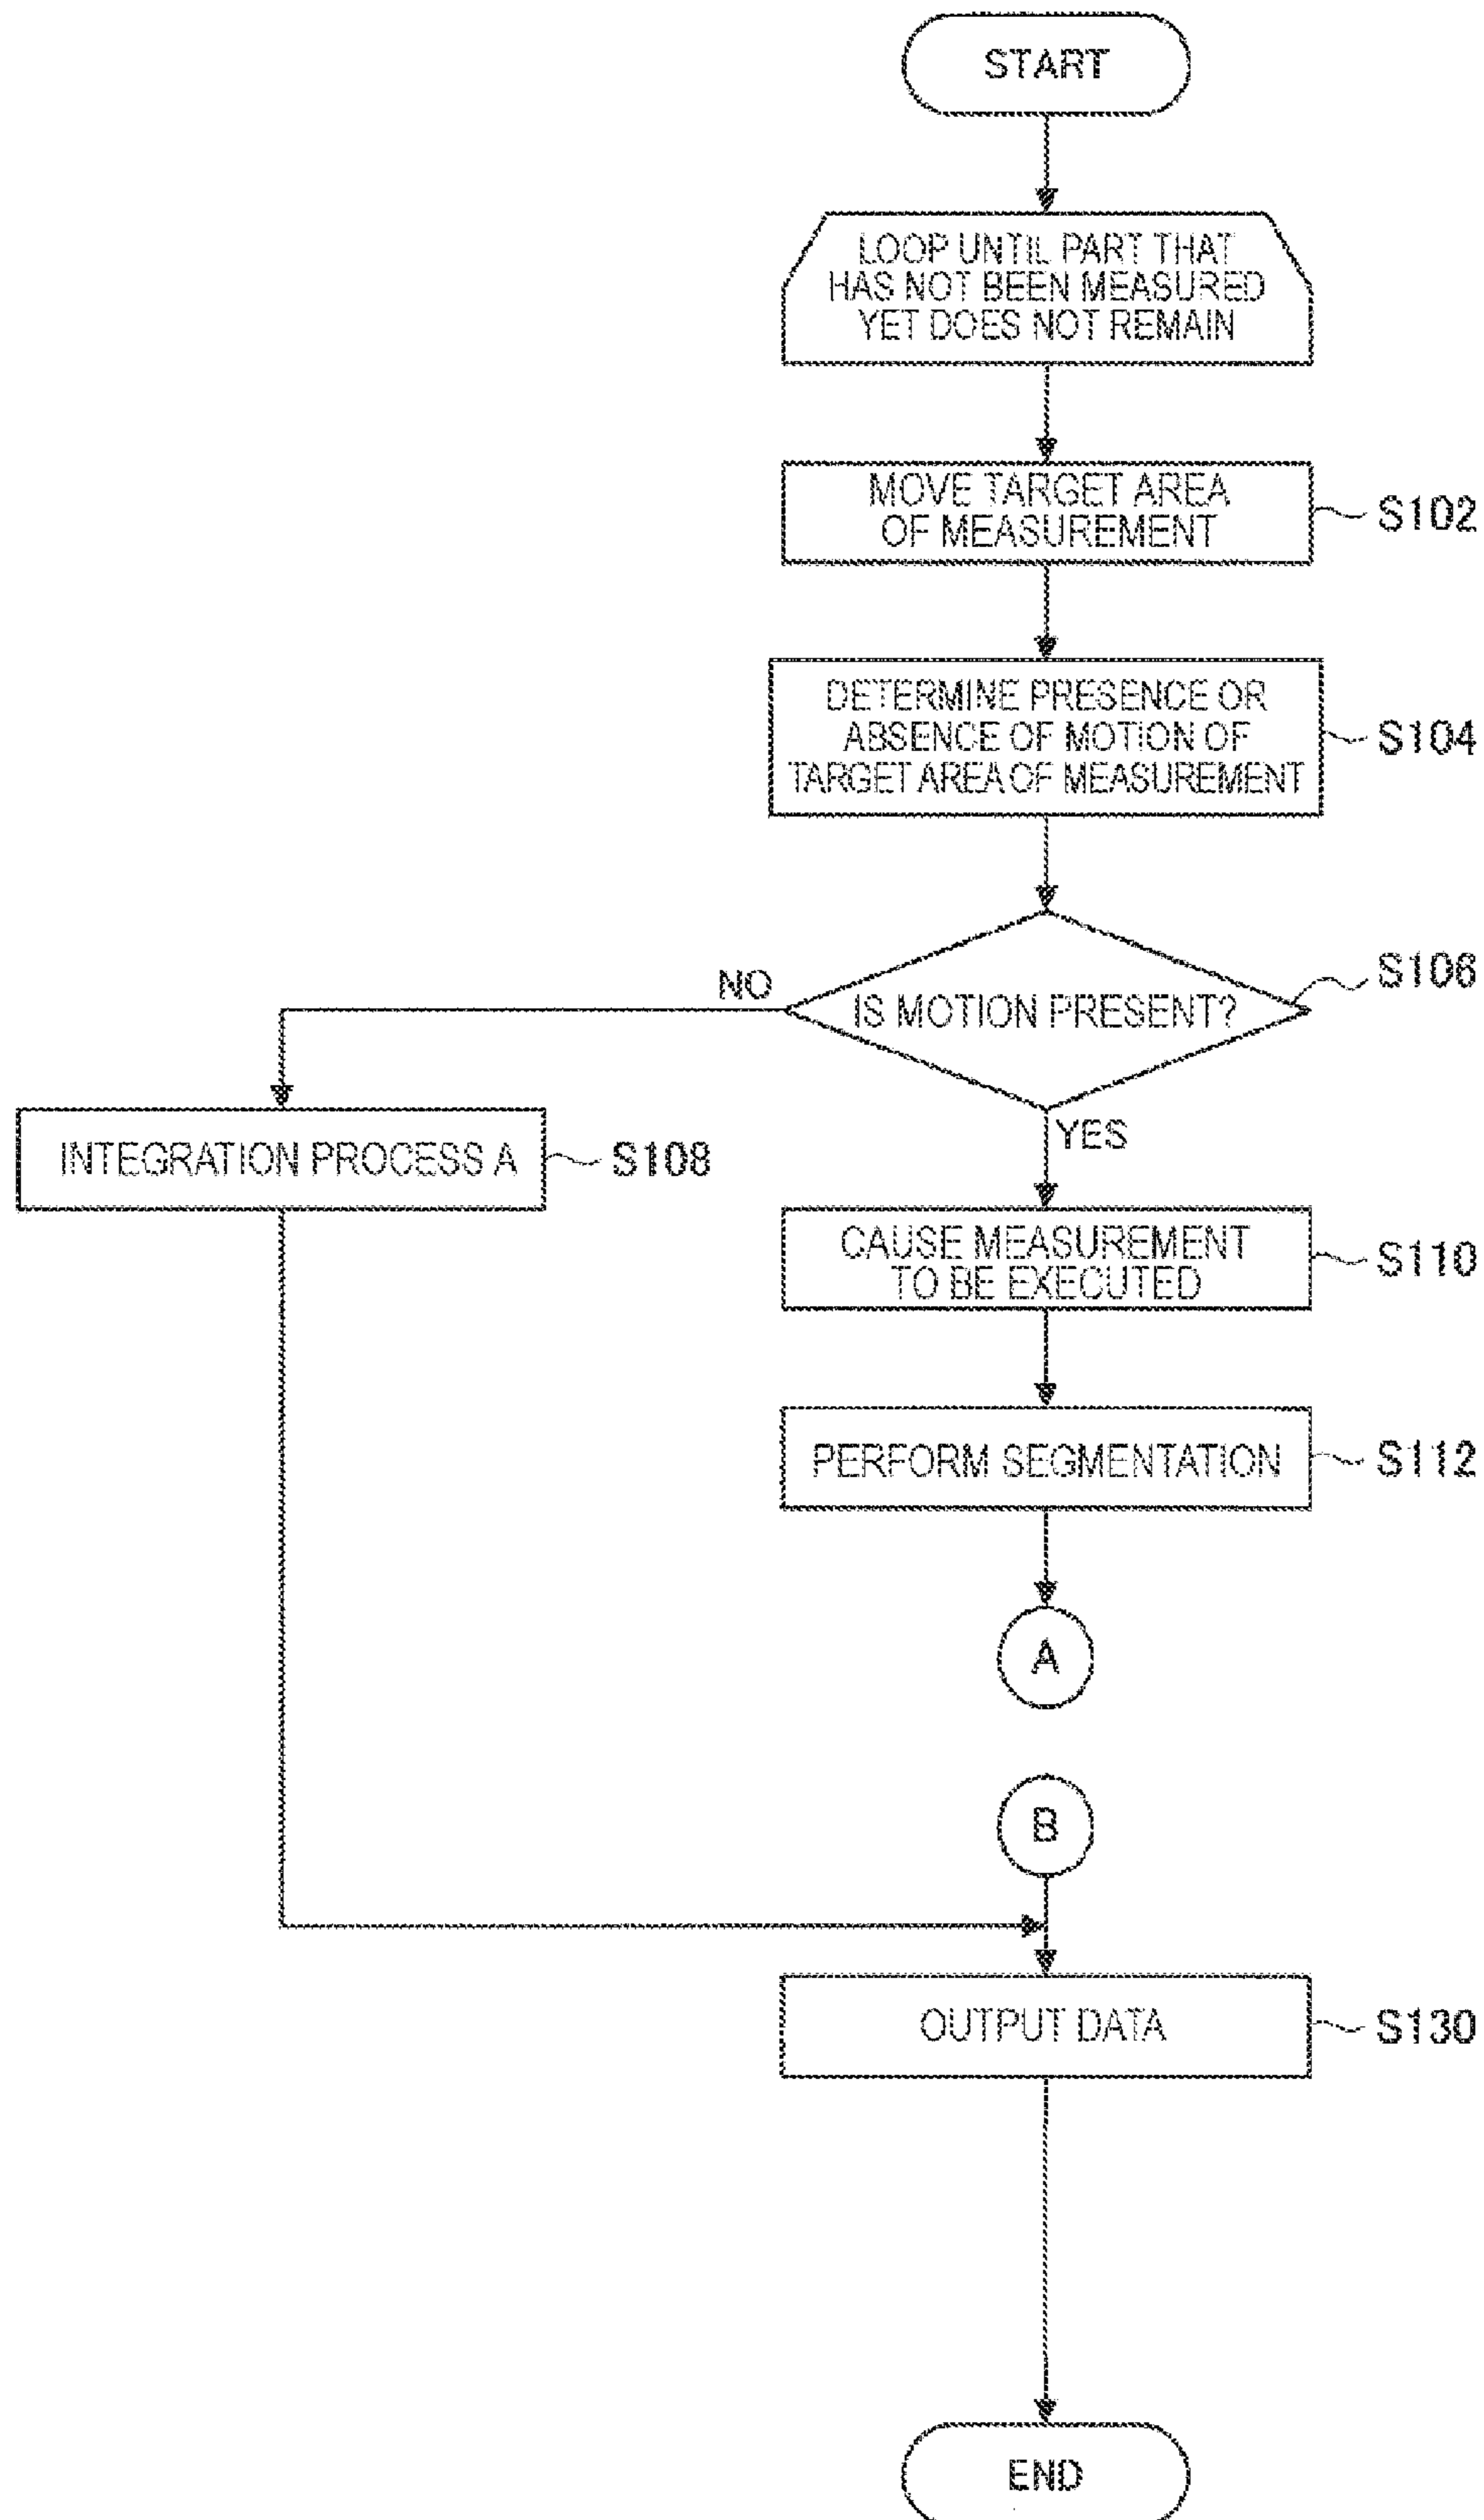 START
LOOP UNTIL PART THAT
HAS NOT BEEN MEASURED
YET DOES NOT REMAIN
MOVE TARGET AREA
OF MEASUREMENT
S102
DETERMINE PRESENCE OR
ABSENCE OF MOTION OF
TARGET AREA OF MEASUREMENT
S104
IS MOTION PRESENT?
S106
NO
YES
INTEGRATION PROCESS A
S108
CAUSE MEASUREMENT
TO BE EXECUTED
S110
PERFORM SEGMENTATION
S112
A
B
OUTPUT DATA
S130
END